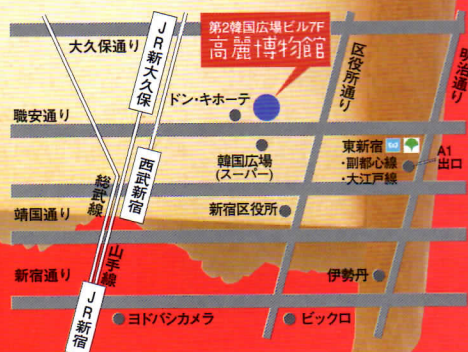 第2韓国広場ビル7F
高麗博物館
大久保通り
JR新大久保
区役所通り
明治通り
ドン・キホーテ
職安通り
韓国広場
(スーパー)
東新宿
・副都心線
・大江戸線
A1
出口
西武新宿
総武線
靖国通り
新宿区役所
山手線
新宿通り
伊勢丹
JR新宿
ヨドバシカメラ
ビックロ